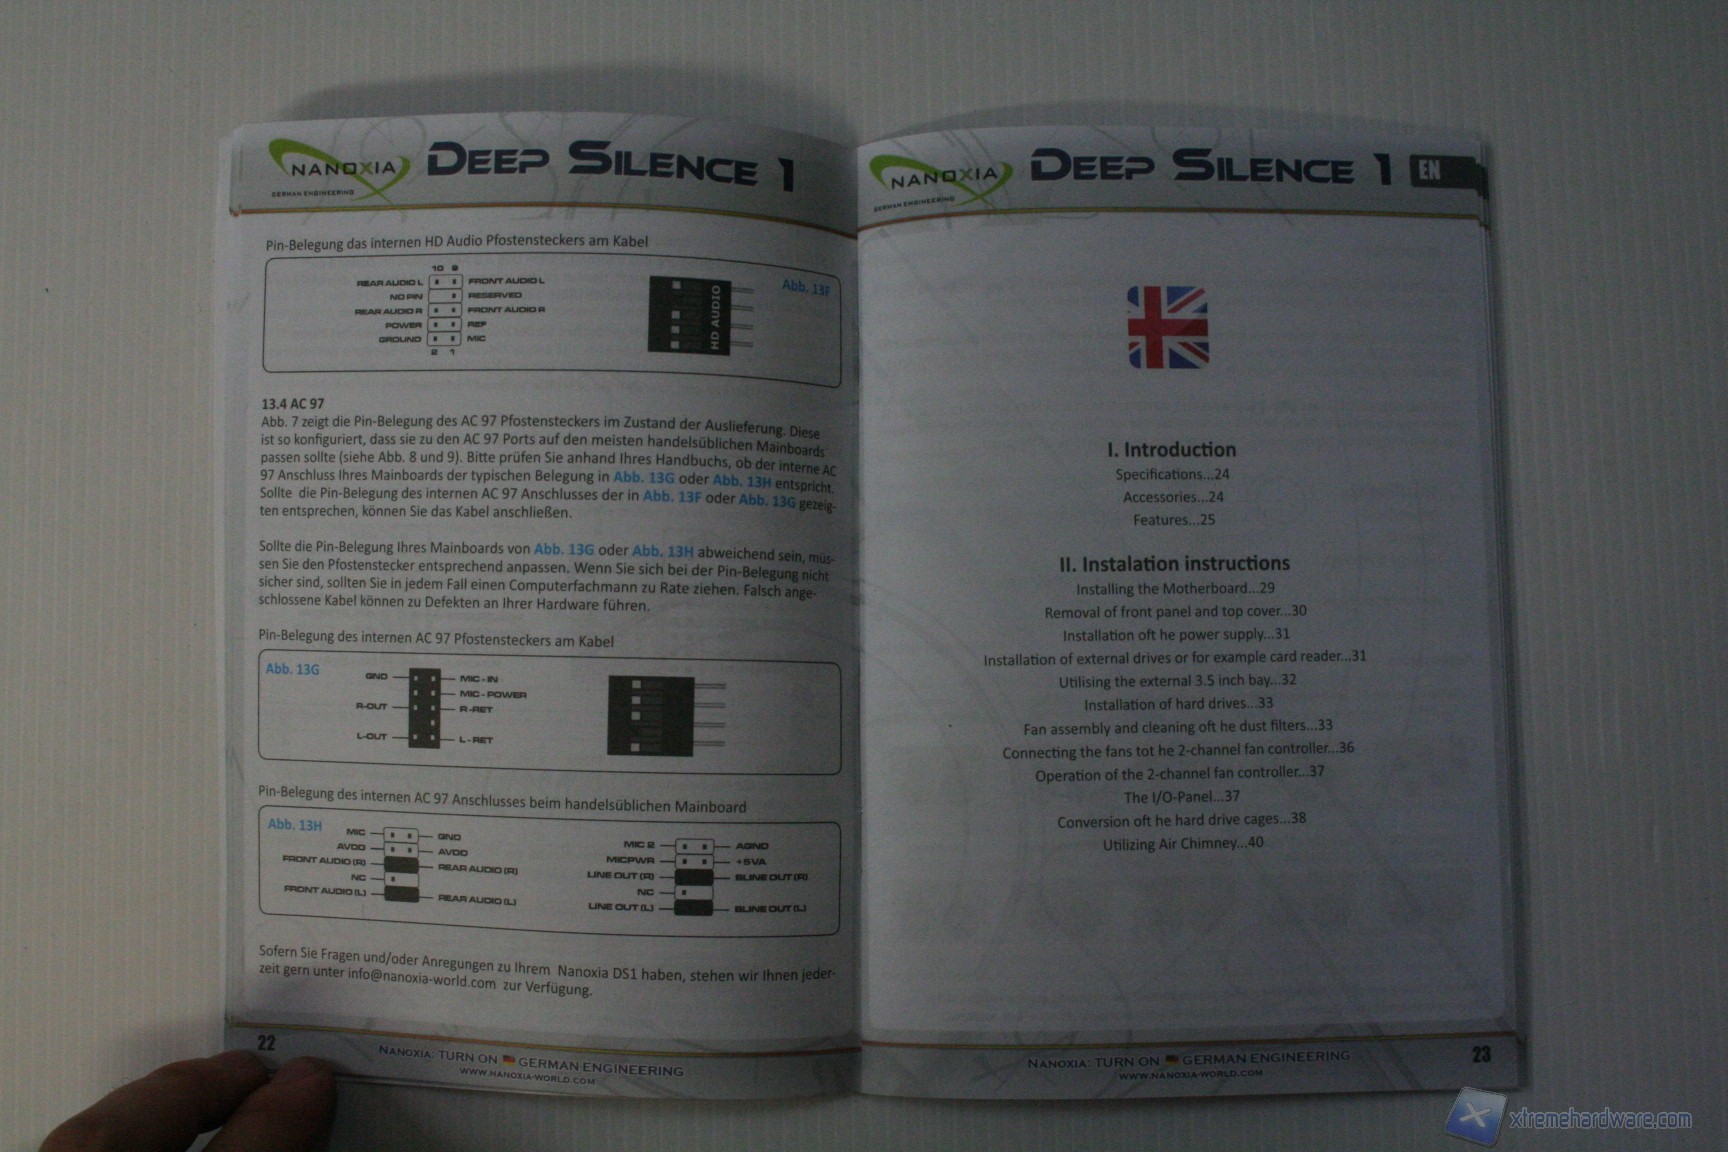 NANOXIA
GERMAN ENGINEERING
DEEP SILENCE 1
Pin-Belegung das internen HD Audio Pfostensteckers am Kabel
10 9
REAR AUDIO L FRONT AUDIO L
NO PIN RESERVED
REAR AUDIO R FRONT AUDIO R
POWER REF
GROUND MIC
2 1
HD AUDIO
Abb. 13F
13.4 AC 97
Abb. 7 zeigt die Pin-Belegung des AC 97 Pfostensteckers im Zustand der Auslieferung. Diese
ist so konfiguriert, dass sie zu den AC 97 Ports auf den meisten handelsüblichen Mainboards
passen sollte (siehe Abb. 8 und 9). Bitte prüfen Sie anhand Ihres Handbuchs, ob der interne AC
97 Anschluss Ihres Mainboards der typischen Belegung in Abb. 13G oder Abb. 13H entspricht.
Sollte die Pin-Belegung des internen AC 97 Anschlusses der in Abb. 13F oder Abb. 13G gezeig-
ten entsprechen, können Sie das Kabel anschließen.
Sollte die Pin-Belegung Ihres Mainboards von Abb. 13G oder Abb. 13H abweichend sein, müs-
sen Sie den Pfostenstecker entsprechend anpassen. Wenn Sie sich bei der Pin-Belegung nicht
sicher sind, sollten Sie in jedem Fall einen Computerfachmann zu Rate ziehen. Falsch ange-
schlossene Kabel können zu Defekten an Ihrer Hardware führen.
Pin-Belegung des internen AC 97 Pfostensteckers am Kabel
Abb. 13G
GND MIC - IN
MIC - POWER
R-OUT R -RET
L-OUT L - RET
Pin-Belegung des internen AC 97 Anschlusses beim handelsüblichen Mainboard
Abb. 13H
MIC GND
AVDD AVDD
FRONT AUDIO (R) REAR AUDIO (R)
NC
FRONT AUDIO (L) REAR AUDIO (L)
MIC 2 AGND
MICPWR +5VA
LINE OUT (R) BLINE OUT (R)
NC
LINE OUT (L) BLINE OUT (L)
Sofern Sie Fragen und/oder Anregungen zu Ihrem Nanoxia DS1 haben, stehen wir Ihnen jeder-
zeit gern unter info@nanoxia-world.com zur Verfügung.
22
NANOXIA: TURN ON GERMAN ENGINEERING
WWW.NANOXIA-WORLD.COM
NANOXIA
GERMAN ENGINEERING
DEEP SILENCE 1
EN
I. Introduction
Specifications...24
Accessories...24
Features...25
II. Instalation instructions
Installing the Motherboard...29
Removal of front panel and top cover...30
Installation oft he power supply...31
Installation of external drives or for example card reader...31
Utilising the external 3.5 inch bay...32
Installation of hard drives...33
Fan assembly and cleaning oft he dust filters...33
Connecting the fans tot he 2-channel fan controller...36
Operation of the 2-channel fan controller...37
The I/O-Panel...37
Conversion oft he hard drive cages...38
Utilizing Air Chimney...40
NANOXIA: TURN ON GERMAN ENGINEERING
WWW.NANOXIA-WORLD.COM
23
xtremehardware.com